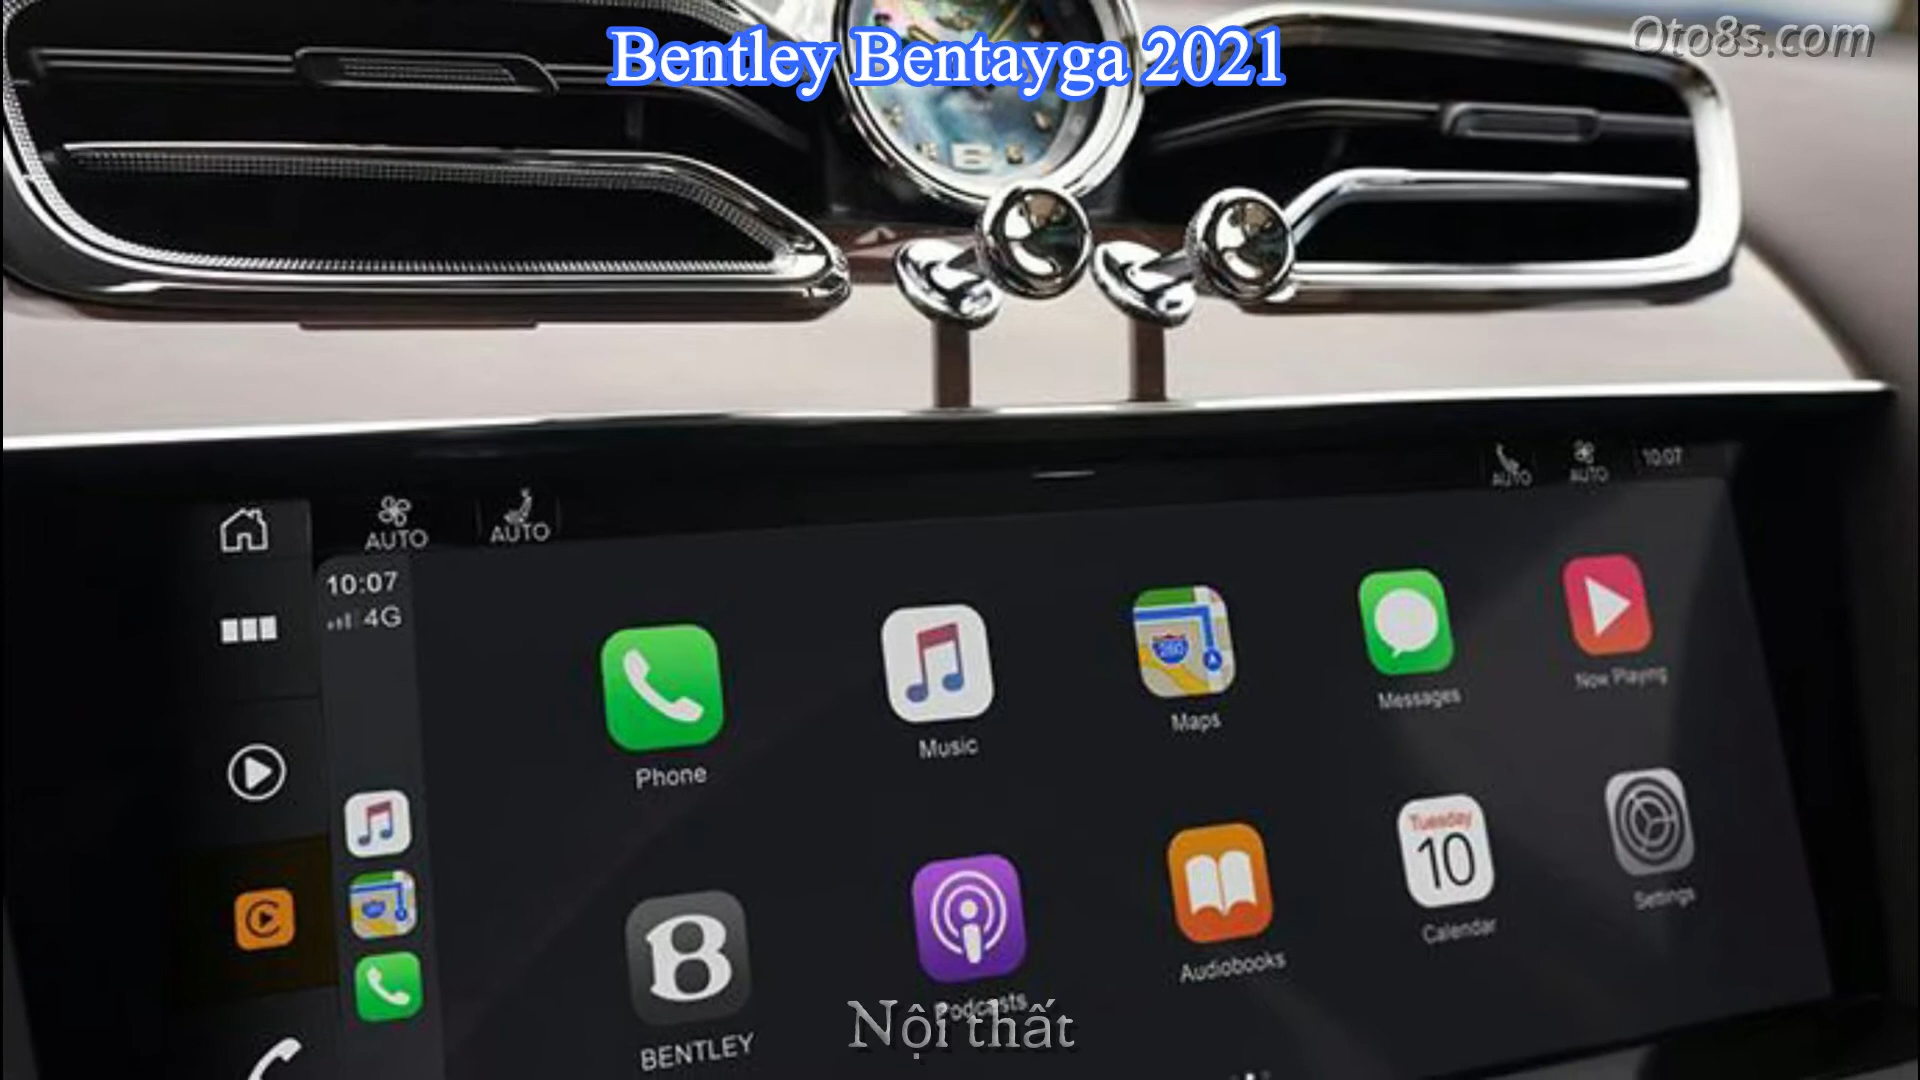 Bentley Bentayga 2021
Oto8s.com
B
AUTO
AUTO
AUTO
AUTO
10:07
10:07
4G
280
Phone
Music
Maps
Messages
Now Playing
B
BENTLEY
Podcasts
Audiobooks
Tuesday
10
Calendar
Settings
Nội thất